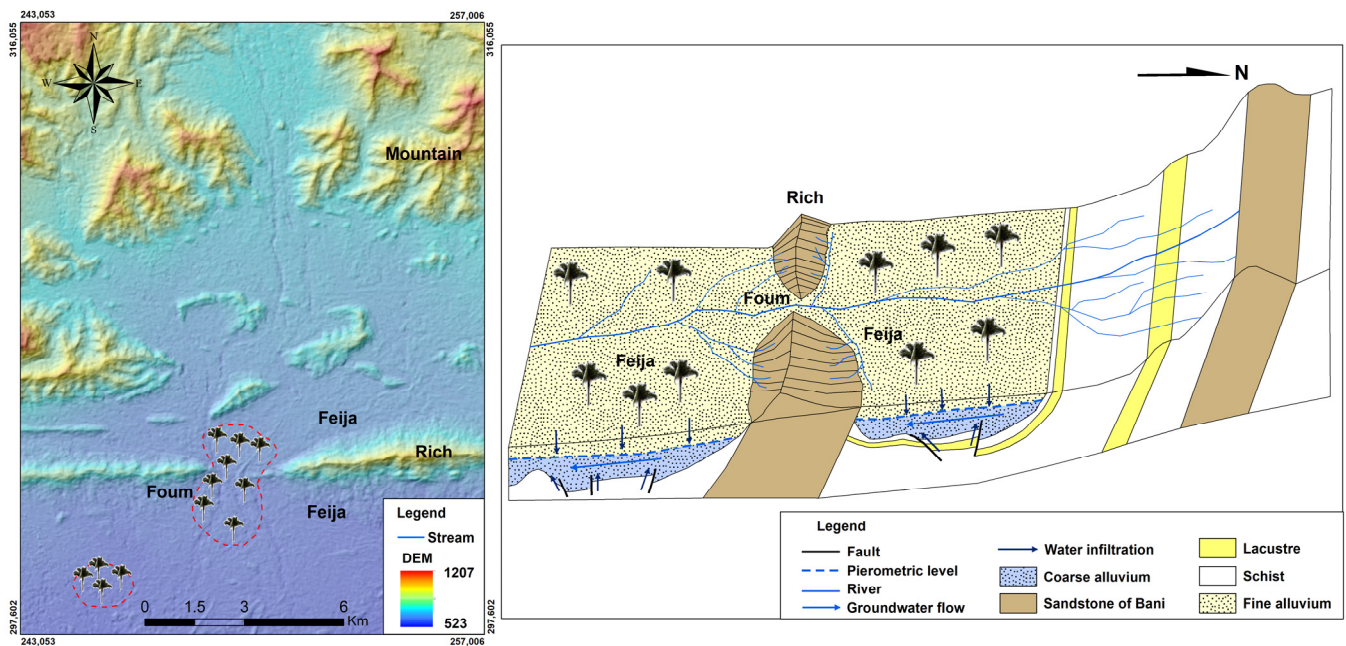 243,053
257,006
316,055
316,055
N
W
E
S
Mountain
Feija
Rich
Foum
Feija
Legend
Stream
DEM
1207
523
0 1.5 3 6
Km
297,602
297,602
243,053
257,006
N
Rich
Foum
Feija
Feija
Legend
Fault
Pierometric level
River
Groundwater flow
Water infiltration
Coarse alluvium
Sandstone of Bani
Lacustre
Schist
Fine alluvium